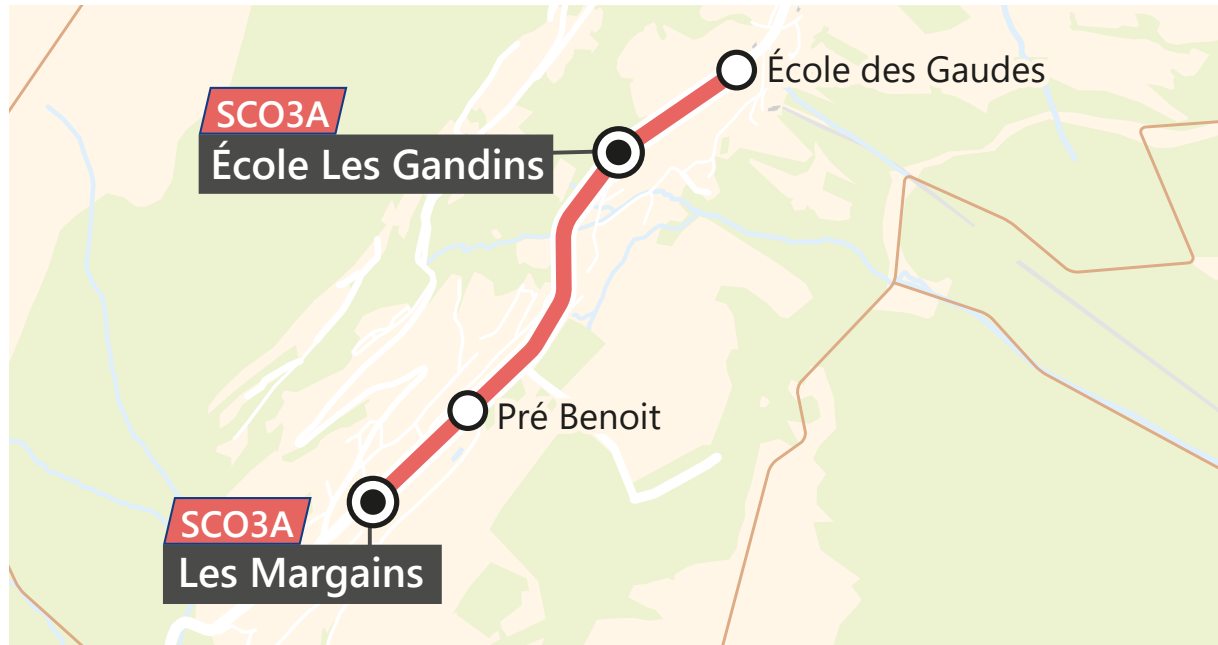 École des Gaudes
SCO3A
École Les Gandins
Pré Benoit
SCO3A
Les Margains